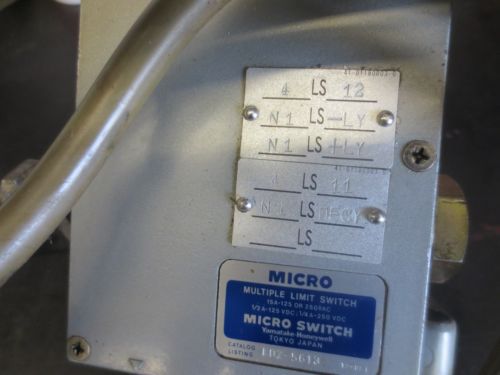 4 LS 12
N1 LS -LY
N1 LS +LY
LS 11
N1 LS DECY
LS
MICRO
MULTIPLE LIMIT SWITCH
15A-125 OR 250VAC
1/2A-125 VDC; 1/4A-250 VDC
MICRO SWITCH
Yamatake-Honeywell
TOKYO JAPAN
CATALOG
LISTING